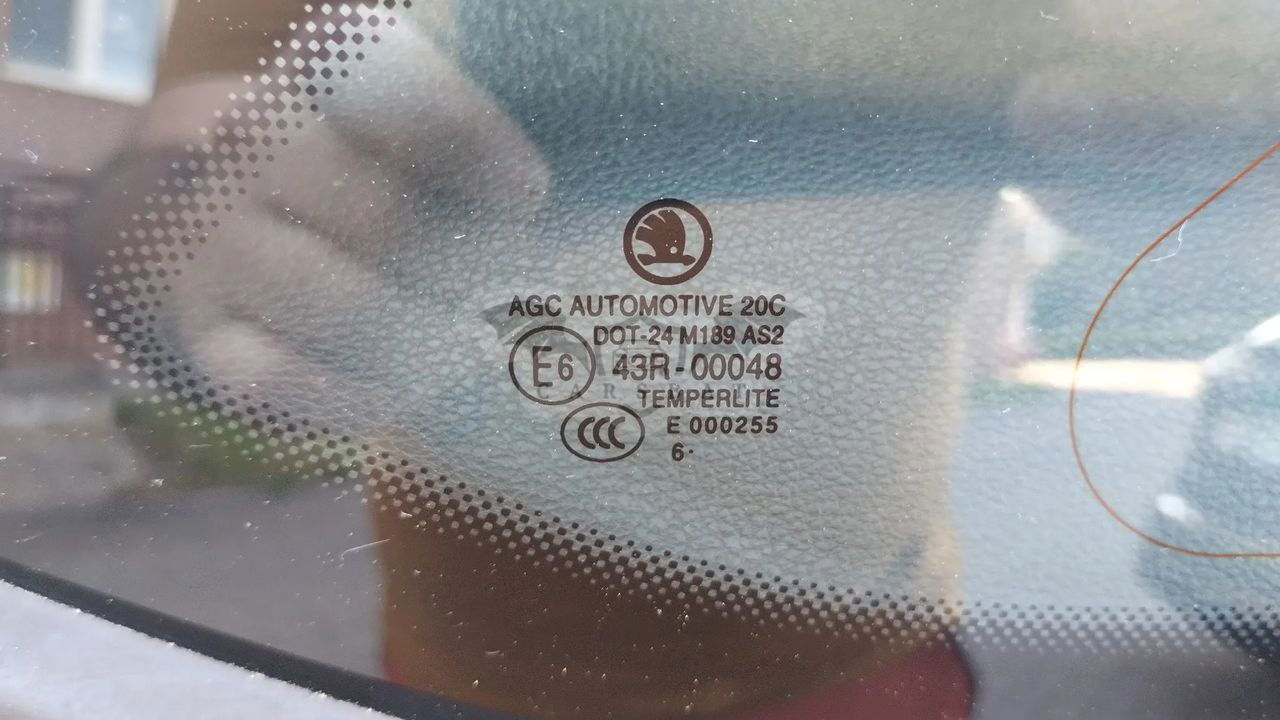 AGC AUTOMOTIVE 20C
DOT-24 M189 AS2
E6 43R-00048
TEMPERLITE
CCC E 000255
6·